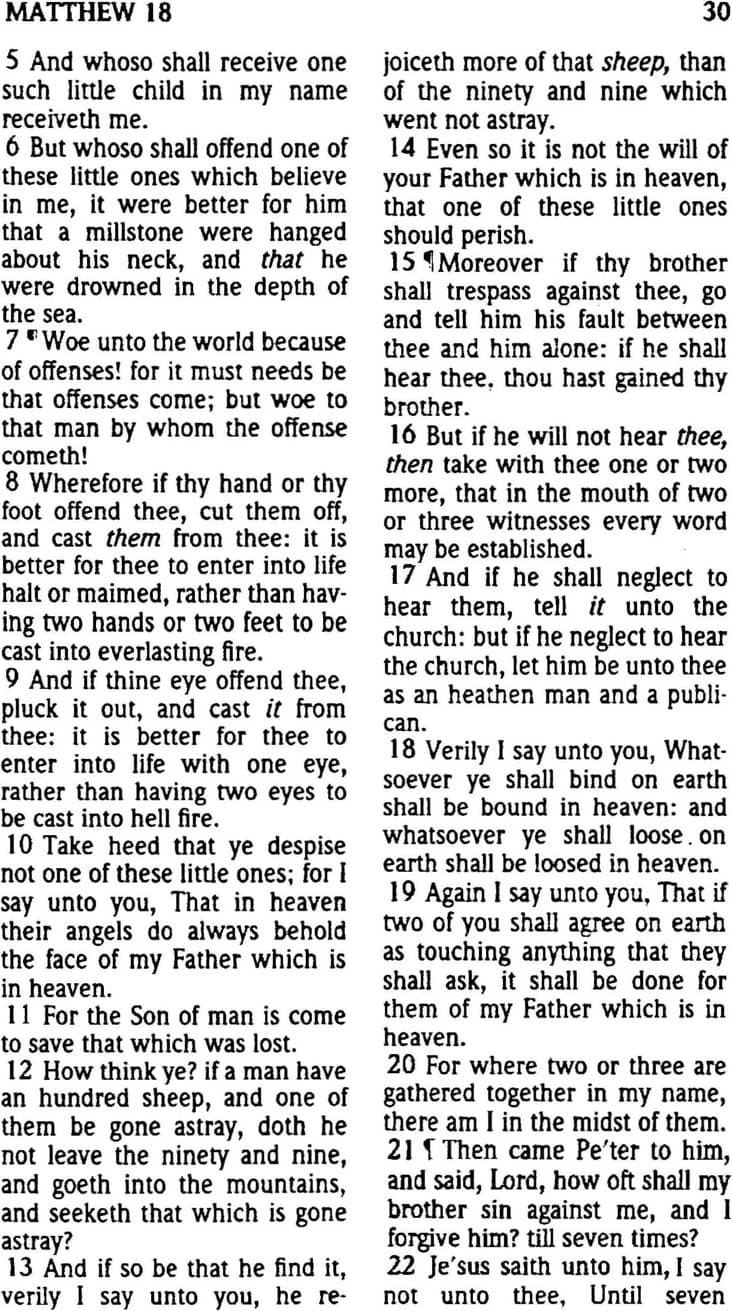 MATTHEW 18
30
5 And whoso shall receive one
such little child in my name
receiveth me.
6 But whoso shall offend one of
these little ones which believe
in me, it were better for him
that a millstone were hanged
about his neck, and that he
were drowned in the depth of
the sea.
7 ¶ Woe unto the world because
of offenses! for it must needs be
that offenses come; but woe to
that man by whom the offense
cometh!
8 Wherefore if thy hand or thy
foot offend thee, cut them off,
and cast them from thee: it is
better for thee to enter into life
halt or maimed, rather than hav-
ing two hands or two feet to be
cast into everlasting fire.
9 And if thine eye offend thee,
pluck it out, and cast it from
thee: it is better for thee to
enter into life with one eye,
rather than having two eyes to
be cast into hell fire.
10 Take heed that ye despise
not one of these little ones; for I
say unto you, That in heaven
their angels do always behold
the face of my Father which is
in heaven.
11 For the Son of man is come
to save that which was lost.
12 How think ye? if a man have
an hundred sheep, and one of
them be gone astray, doth he
not leave the ninety and nine,
and goeth into the mountains,
and seeketh that which is gone
astray?
13 And if so be that he find it,
verily I say unto you, he re-
joiceth more of that sheep, than
of the ninety and nine which
went not astray.
14 Even so it is not the will of
your Father which is in heaven,
that one of these little ones
should perish.
15 ¶Moreover if thy brother
shall trespass against thee, go
and tell him his fault between
thee and him alone: if he shall
hear thee, thou hast gained thy
brother.
16 But if he will not hear thee,
then take with thee one or two
more, that in the mouth of two
or three witnesses every word
may be established.
17 And if he shall neglect to
hear them, tell it unto the
church: but if he neglect to hear
the church, let him be unto thee
as an heathen man and a publi-
can.
18 Verily I say unto you, What-
soever ye shall bind on earth
shall be bound in heaven: and
whatsoever ye shall loose on
earth shall be loosed in heaven.
19 Again I say unto you, That if
two of you shall agree on earth
as touching anything that they
shall ask, it shall be done for
them of my Father which is in
heaven.
20 For where two or three are
gathered together in my name,
there am I in the midst of them.
21 ¶ Then came Pe'ter to him,
and said, Lord, how oft shall my
brother sin against me, and I
forgive him? till seven times?
22 Je'sus saith unto him, I say
not unto thee, Until seven